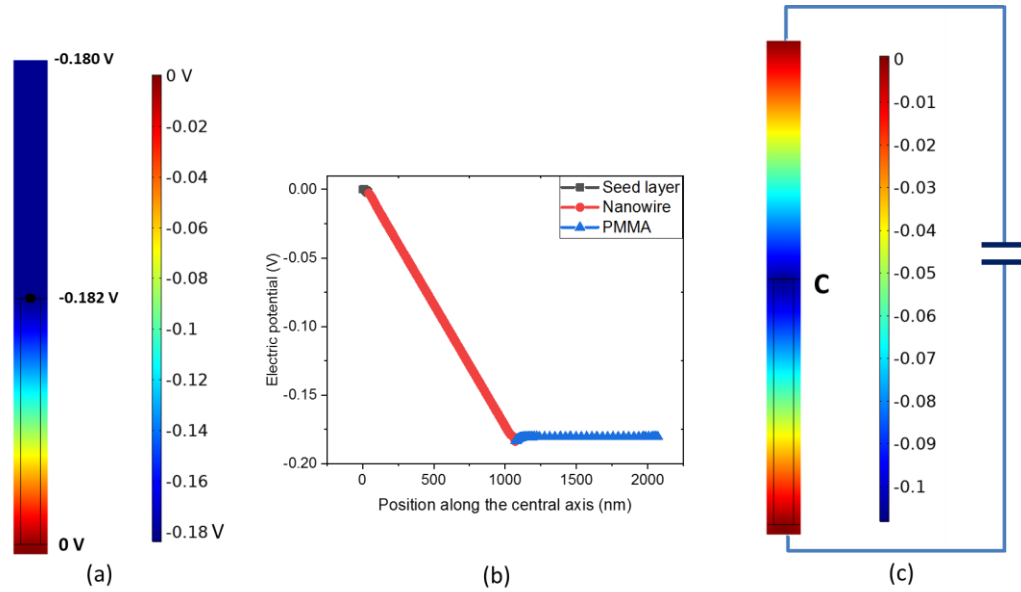 -0.180 V
0 V
-0.02
-0.04
-0.06
-0.08
-0.1
-0.12
-0.14
-0.16
-0.18 V
-0.182 V
0 V
(a)
Electric potential (V)
0.00
-0.05
-0.10
-0.15
-0.20
Seed layer
Nanowire
PMMA
0 500 1000 1500 2000
Position along the central axis (nm)
(b)
C
0
-0.01
-0.02
-0.03
-0.04
-0.05
-0.06
-0.07
-0.08
-0.09
-0.1
(c)